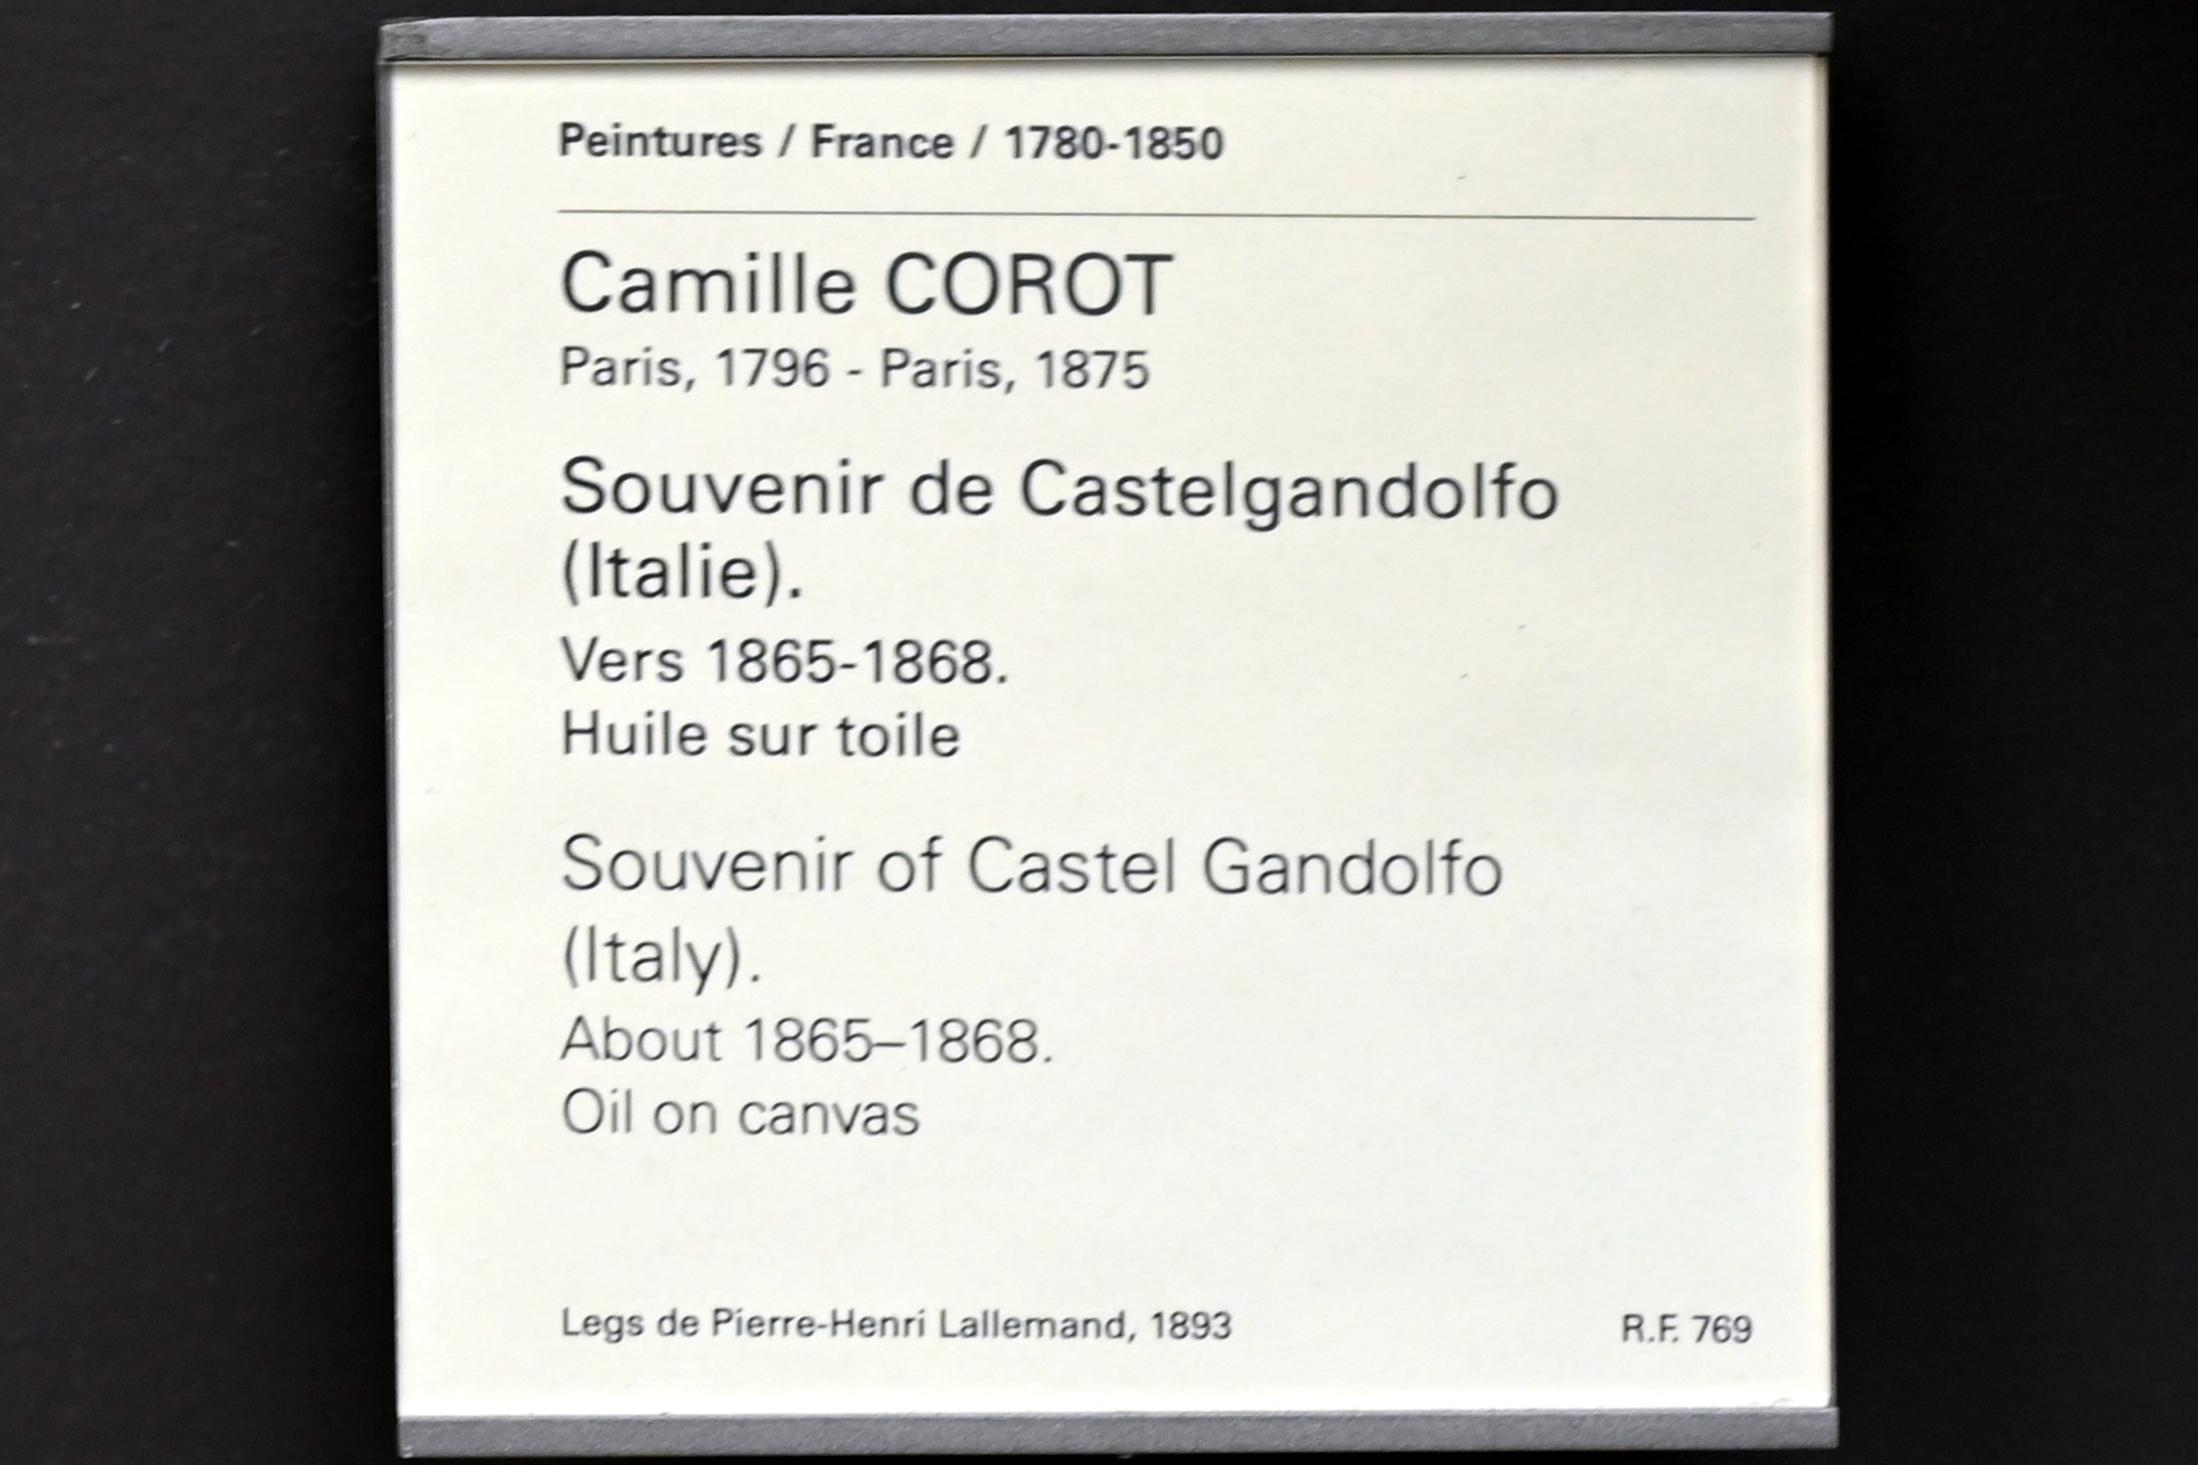 Peintures / France / 1780-1850
Camille COROT
Paris, 1796 - Paris, 1875
Souvenir de Castelgandolfo
(Italie).
Vers 1865-1868.
Huile sur toile
Souvenir of Castel Gandolfo
(Italy).
About 1865–1868.
Oil on canvas
Legs de Pierre-Henri Lallemand, 1893
R.F. 769